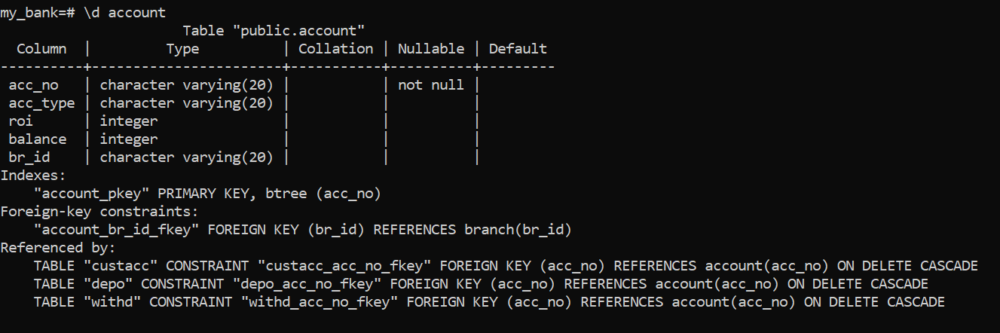 my_bank=# \d account
                      Table "public.account"
  Column  |         Type          | Collation | Nullable | Default
----------+-----------------------+-----------+----------+---------
 acc_no   | character varying(20) |           | not null |
 acc_type | character varying(20) |           |          |
 roi      | integer               |           |          |
 balance  | integer               |           |          |
 br_id    | character varying(20) |           |          |
Indexes:
    "account_pkey" PRIMARY KEY, btree (acc_no)
Foreign-key constraints:
    "account_br_id_fkey" FOREIGN KEY (br_id) REFERENCES branch(br_id)
Referenced by:
    TABLE "custacc" CONSTRAINT "custacc_acc_no_fkey" FOREIGN KEY (acc_no) REFERENCES account(acc_no) ON DELETE CASCADE
    TABLE "depo" CONSTRAINT "depo_acc_no_fkey" FOREIGN KEY (acc_no) REFERENCES account(acc_no) ON DELETE CASCADE
    TABLE "withd" CONSTRAINT "withd_acc_no_fkey" FOREIGN KEY (acc_no) REFERENCES account(acc_no) ON DELETE CASCADE